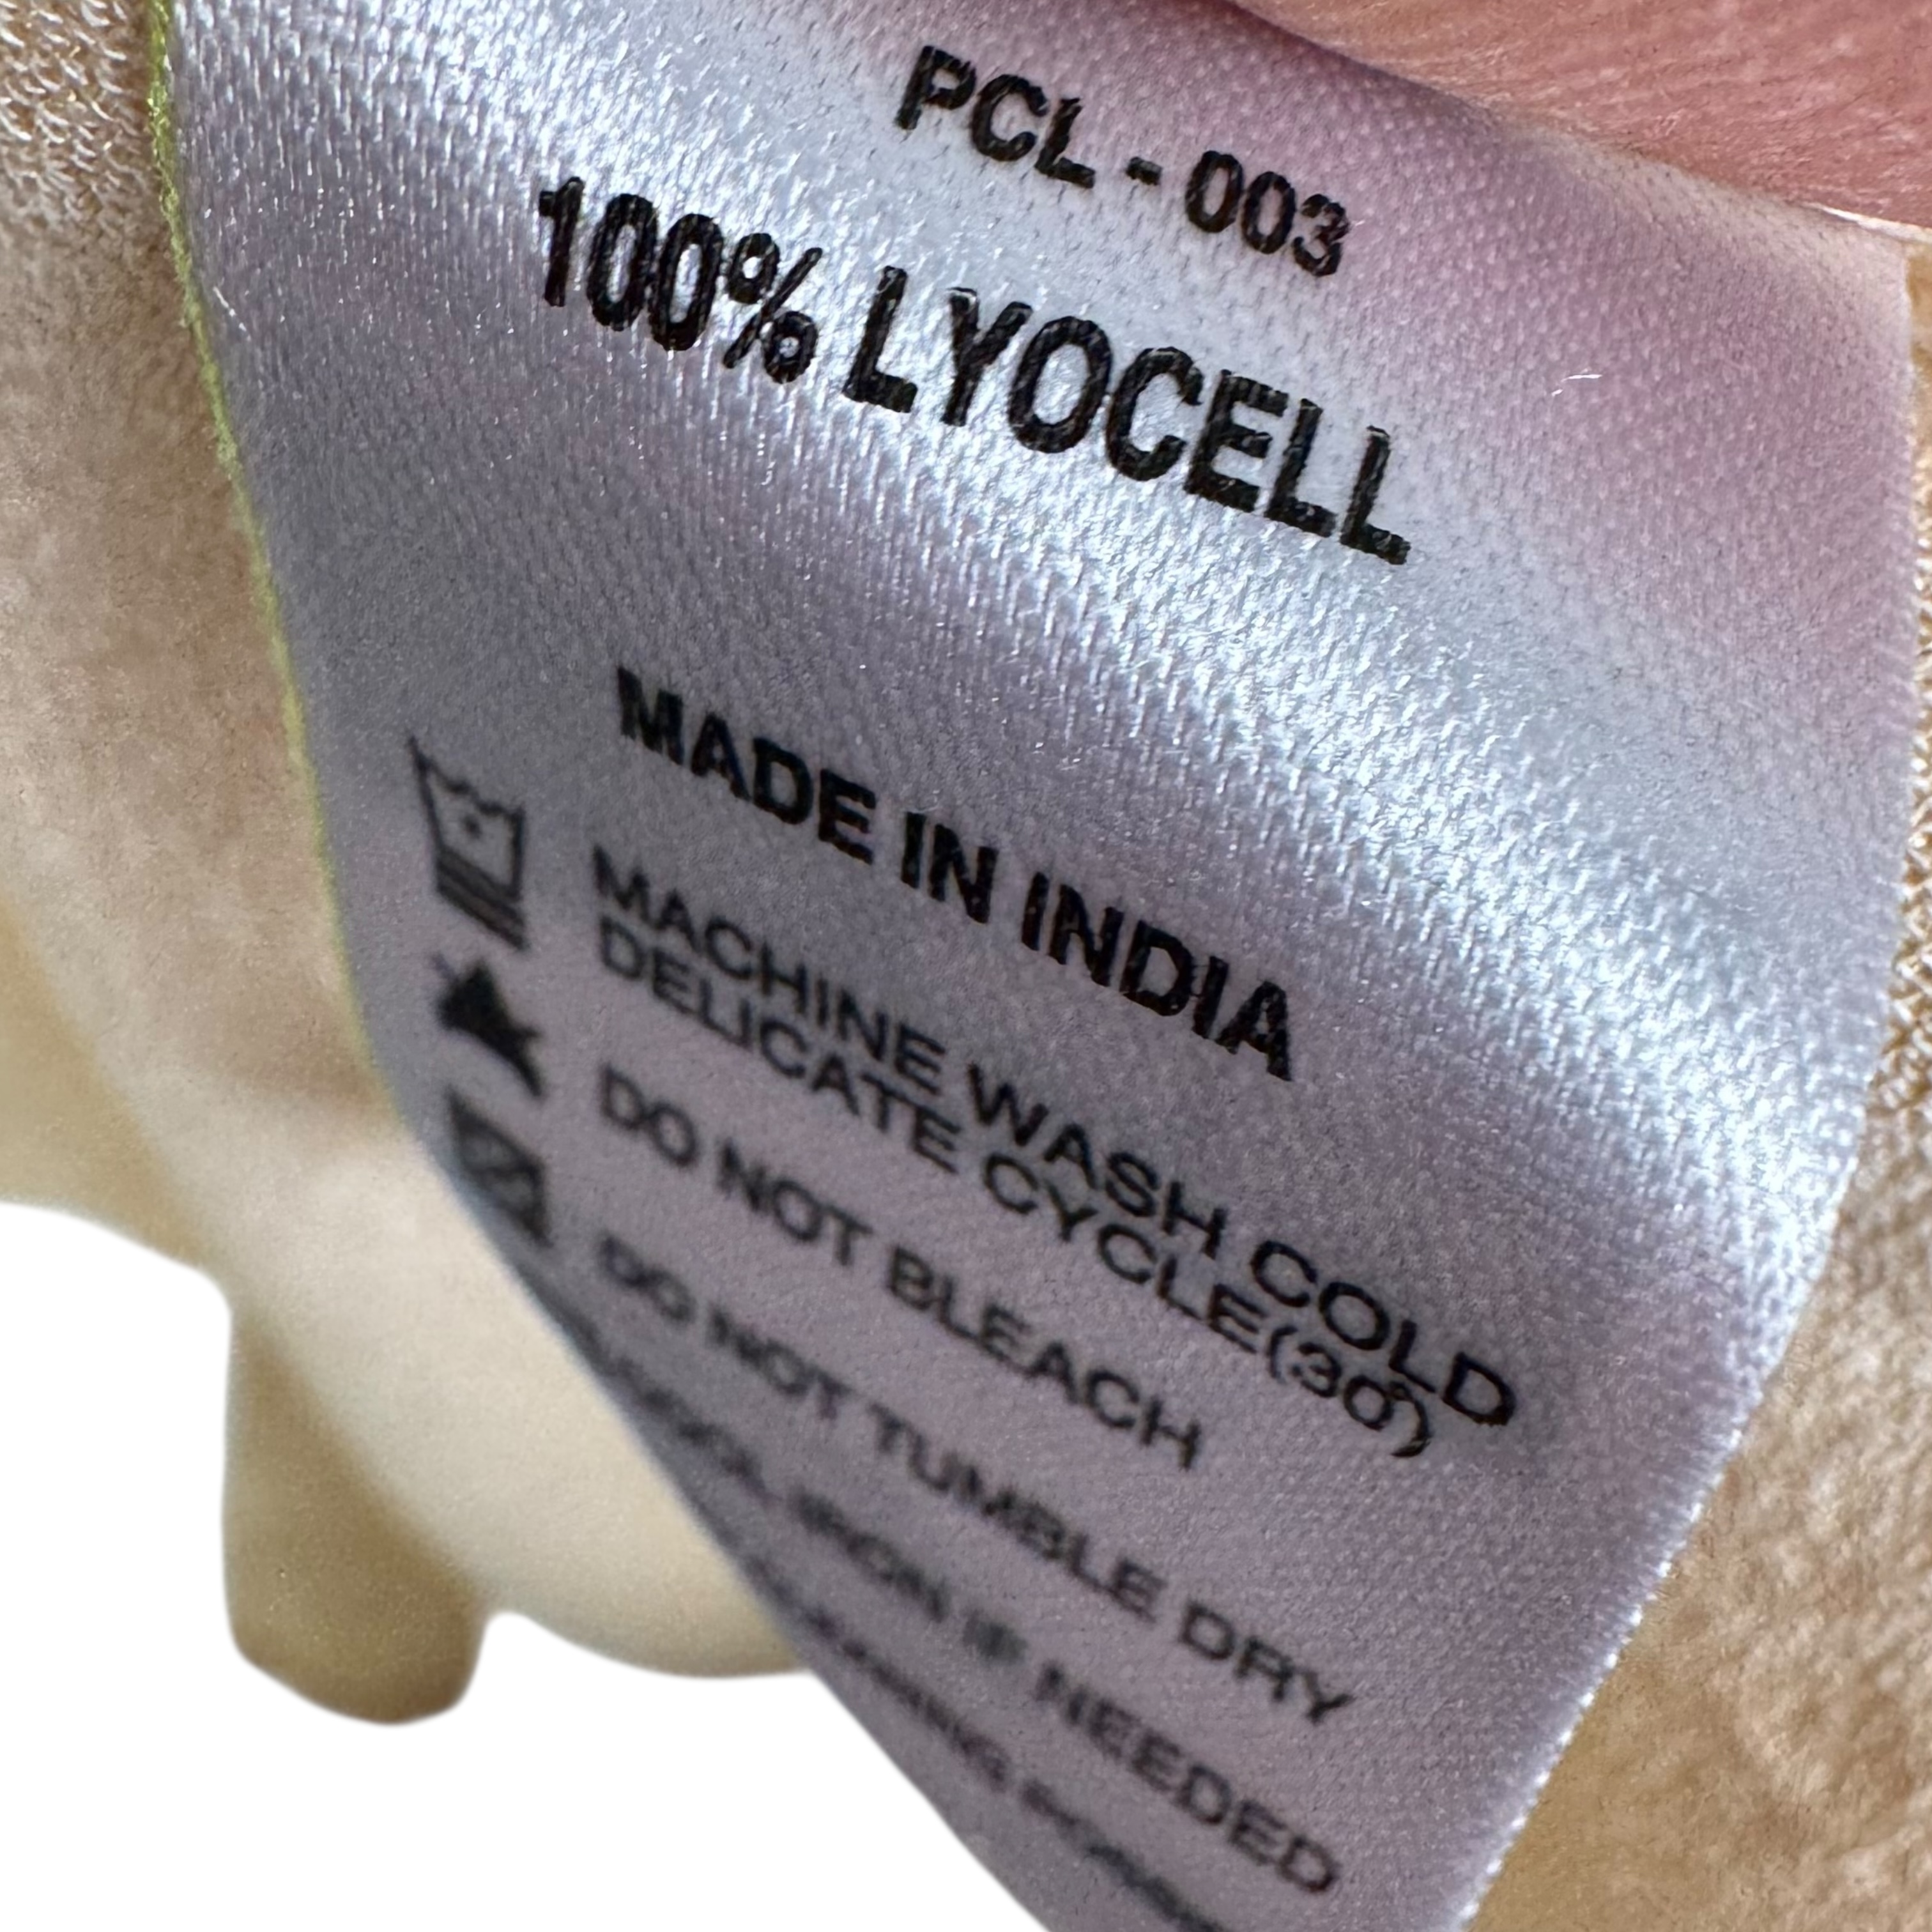 PCL - 003
100% LYOCELL
MADE IN INDIA
MACHINE WASH COLD
DELICATE CYCLE(30°)
DO NOT BLEACH
DO NOT TUMBLE DRY
COOL IRON IF NEEDED